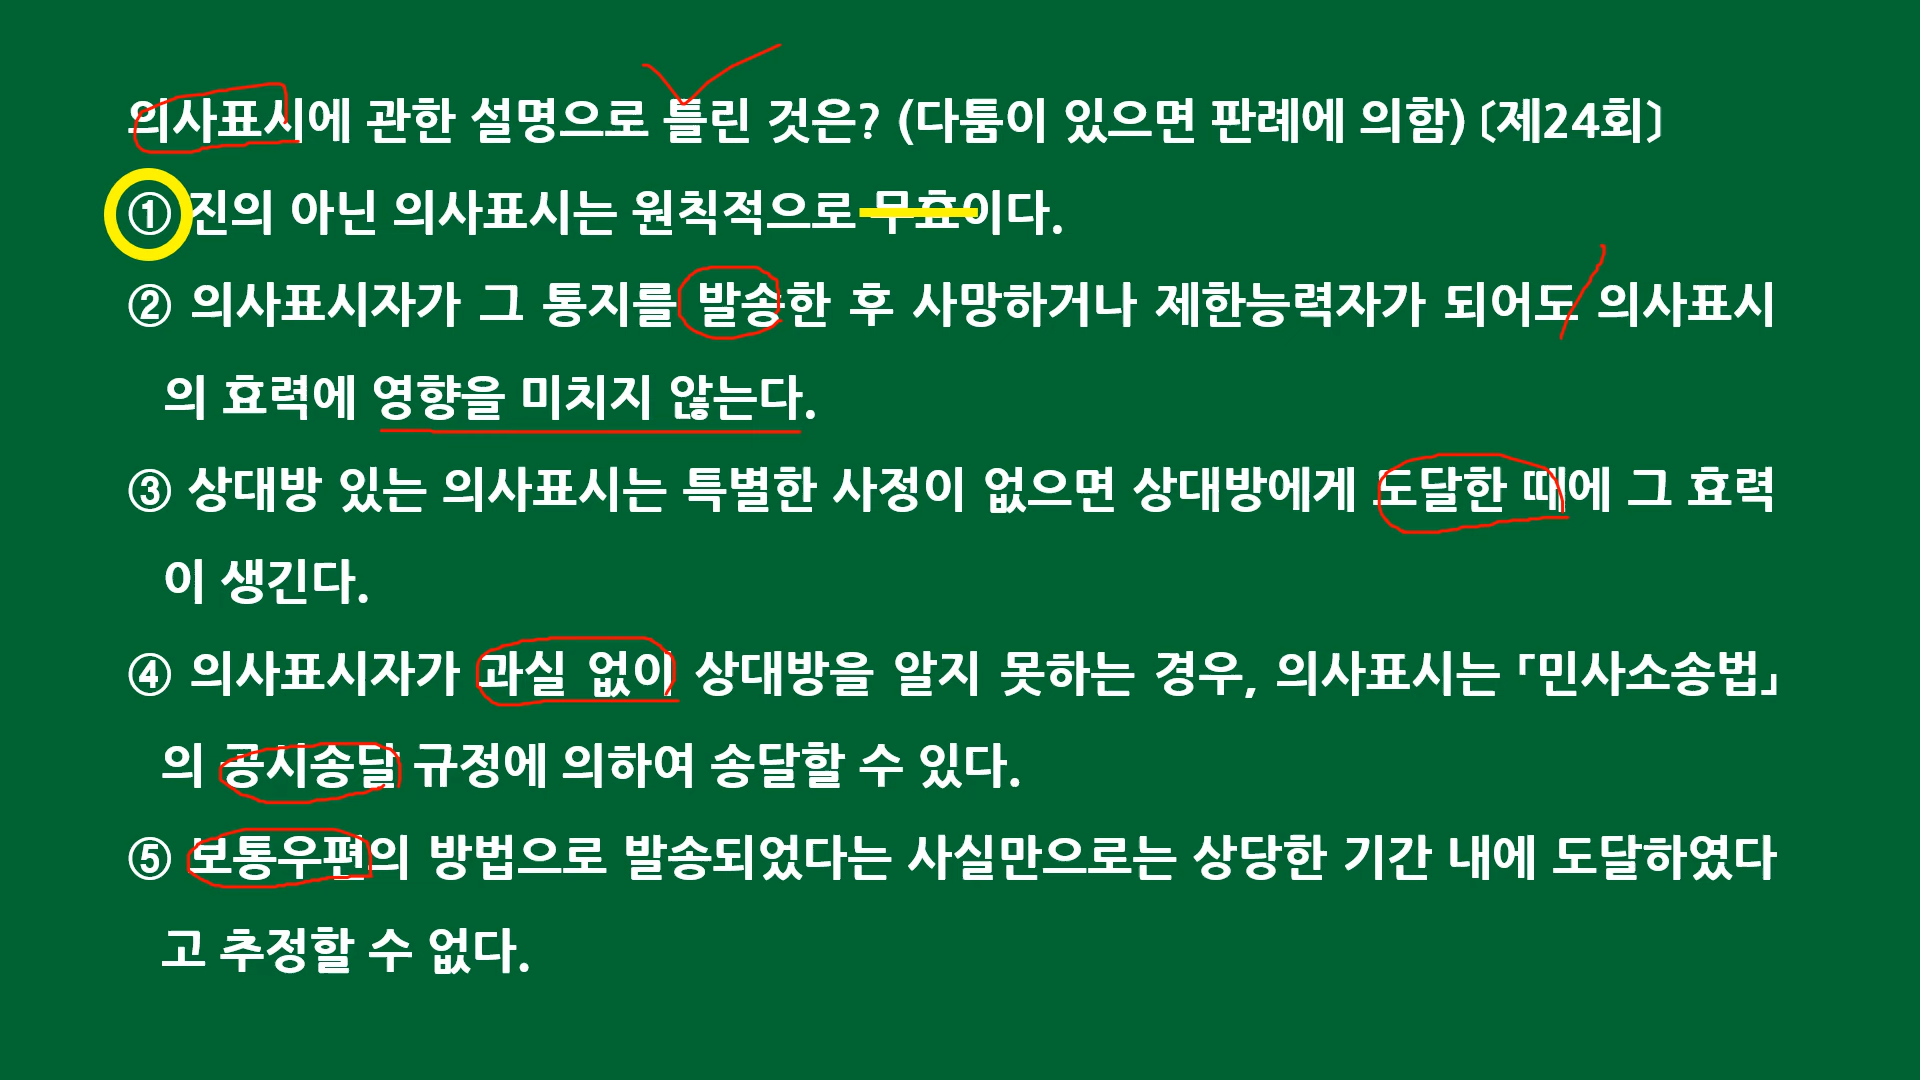 의사표시에 관한 설명으로 틀린 것은? (다툼이 있으면 판례에 의함) 〔제24회〕
① 진의 아닌 의사표시는 원칙적으로 무효이다.
② 의사표시자가 그 통지를 발송한 후 사망하거나 제한능력자가 되어도 의사표시
의 효력에 영향을 미치지 않는다.
③ 상대방 있는 의사표시는 특별한 사정이 없으면 상대방에게 도달한 때에 그 효력
이 생긴다.
④ 의사표시자가 과실 없이 상대방을 알지 못하는 경우, 의사표시는 「민사소송법」
의 공시송달 규정에 의하여 송달할 수 있다.
⑤ 보통우편의 방법으로 발송되었다는 사실만으로는 상당한 기간 내에 도달하였다
고 추정할 수 없다.